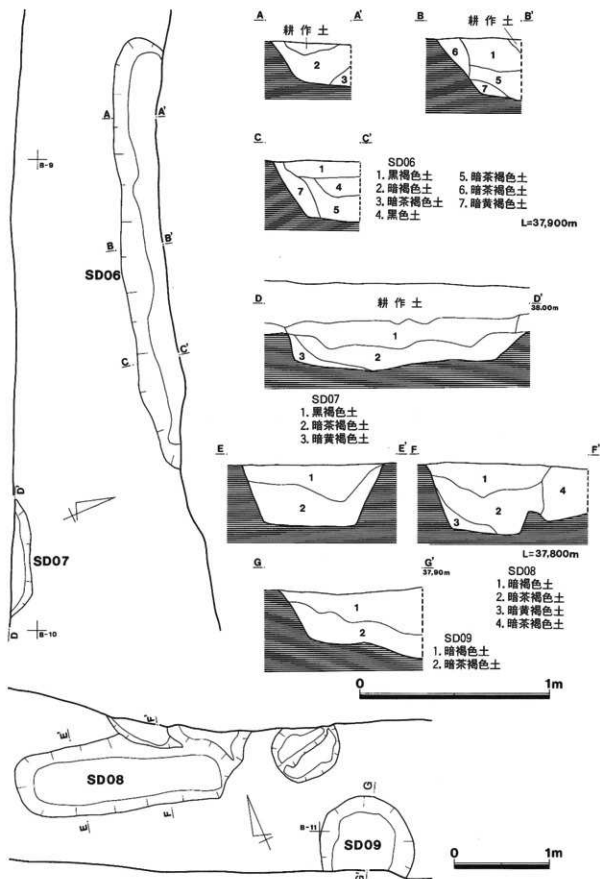 A A' B B'
耕作土 耕作土
2 3
6 1 5 7
C C'
1 7 4 5
SD06
1. 黒褐色土
2. 暗褐色土
3. 暗茶褐色土
4. 黒色土
5. 暗茶褐色土
6. 暗茶褐色土
7. 暗黄褐色土
L=37,900m
A A'
B-9
B B'
SD06
C C'
D D'
38.00m
耕作土
1
3 2
SD07
1. 黒褐色土
2. 暗茶褐色土
3. 暗黄褐色土
D'
SD07
D B-10
E E' F F'
1
2
1 4
2
3
L=37,800m
SD08
1. 暗褐色土
2. 暗茶褐色土
3. 暗黄褐色土
4. 暗茶褐色土
G G'
37,90m
1
2
SD09
1. 暗褐色土
2. 暗茶褐色土
0 1m
E' F'
SD08
E F
G
B-11
SD09
G'
0 1m